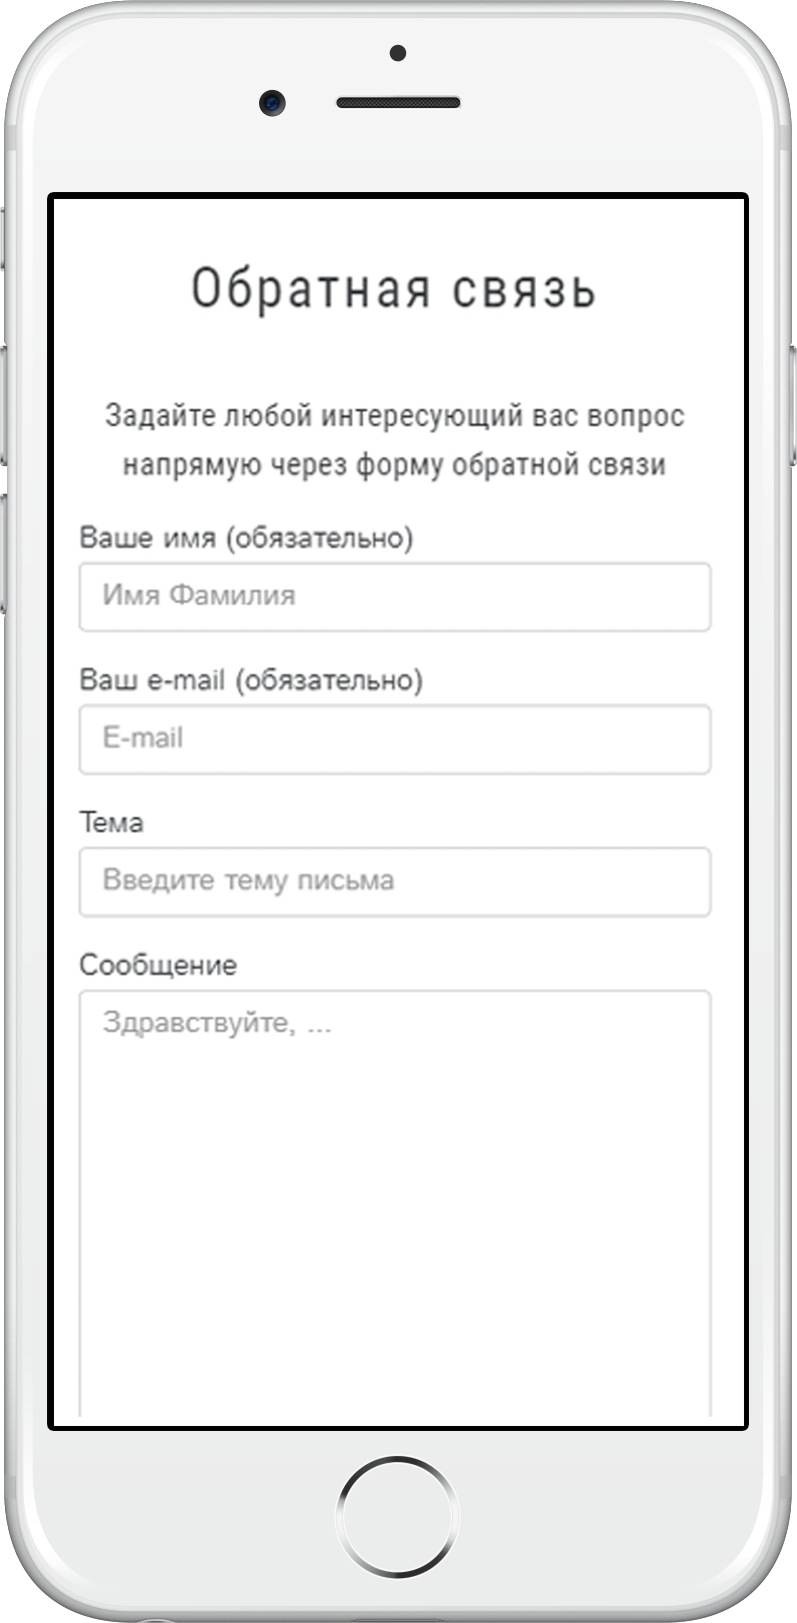 Обратная связь
Задайте любой интересующий вас вопрос
напрямую через форму обратной связи
Ваше имя (обязательно)
Имя Фамилия
Ваш e-mail (обязательно)
E-mail
Тема
Введите тему письма
Сообщение
Здравствуйте, ...